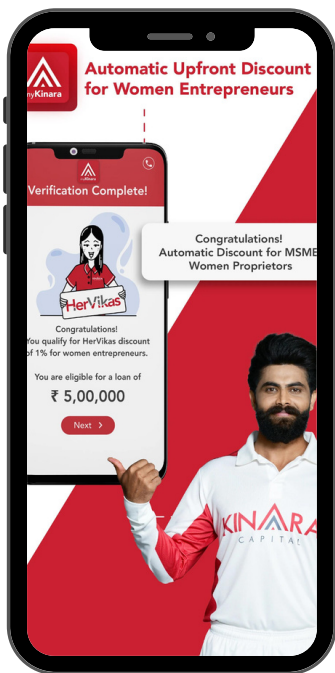 myKinara
Automatic Upfront Discount
for Women Entrepreneurs
myKinara
Verification Complete!
HerVikas
Congratulations!
You qualify for HerVikas discount
of 1% for women entrepreneurs.
You are eligible for a loan of
₹ 5,00,000
Next >
Congratulations!
Automatic Discount for MSME
Women Proprietors
KINARA
CAPITAL